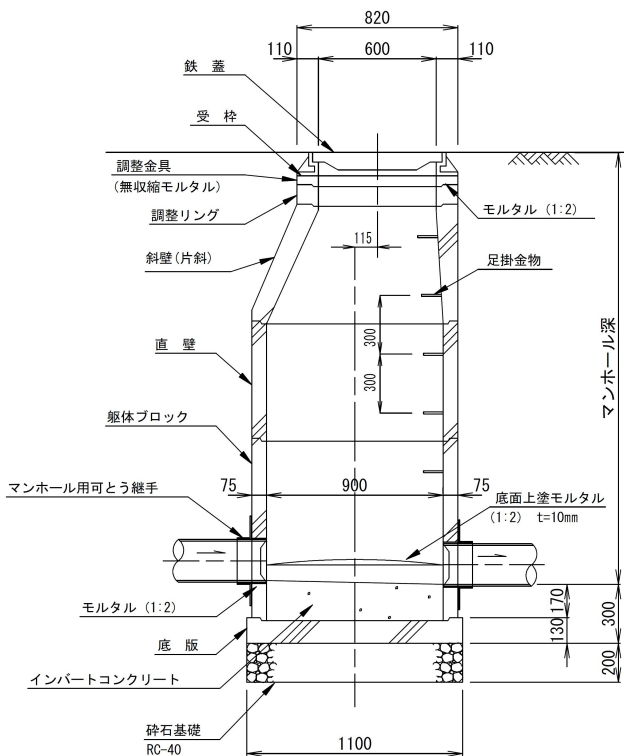 820
110
600
110
鉄 蓋
受 枠
調整金具
(無収縮モルタル)
調整リング
モルタル (1:2)
115
斜壁(片斜)
足掛金物
300
マンホール深
直 壁
300
躯体ブロック
マンホール用可とう継手
75
900
75
底面上塗モルタル
(1:2) t=10mm
モルタル (1:2)
170
300
130
底 版
200
インバートコンクリート
砕石基礎
RC-40
1100